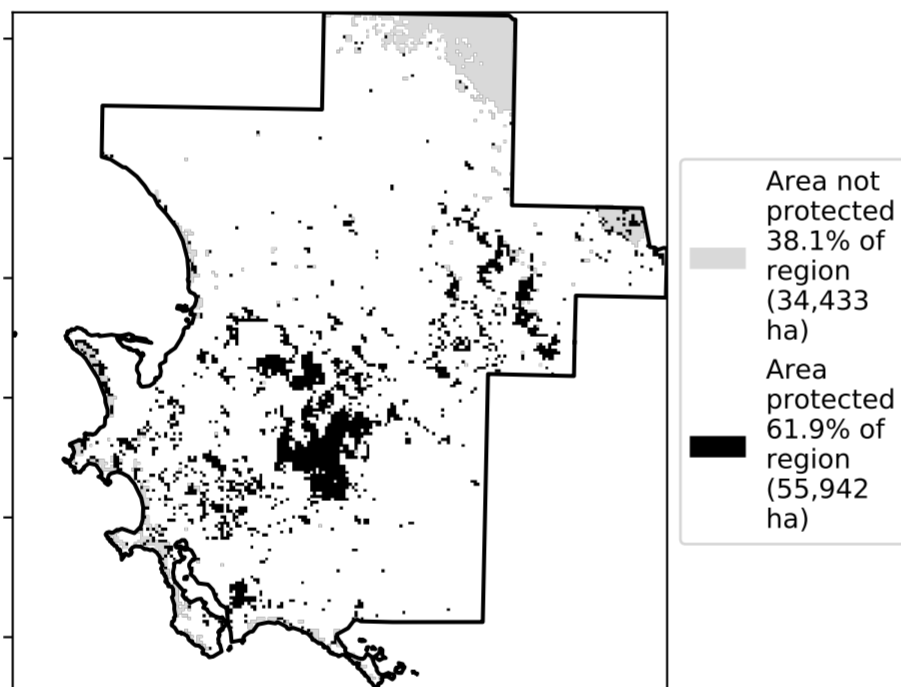 Area not
protected
38.1% of
region
(34,433
ha)
Area
protected
61.9% of
region
(55,942
ha)